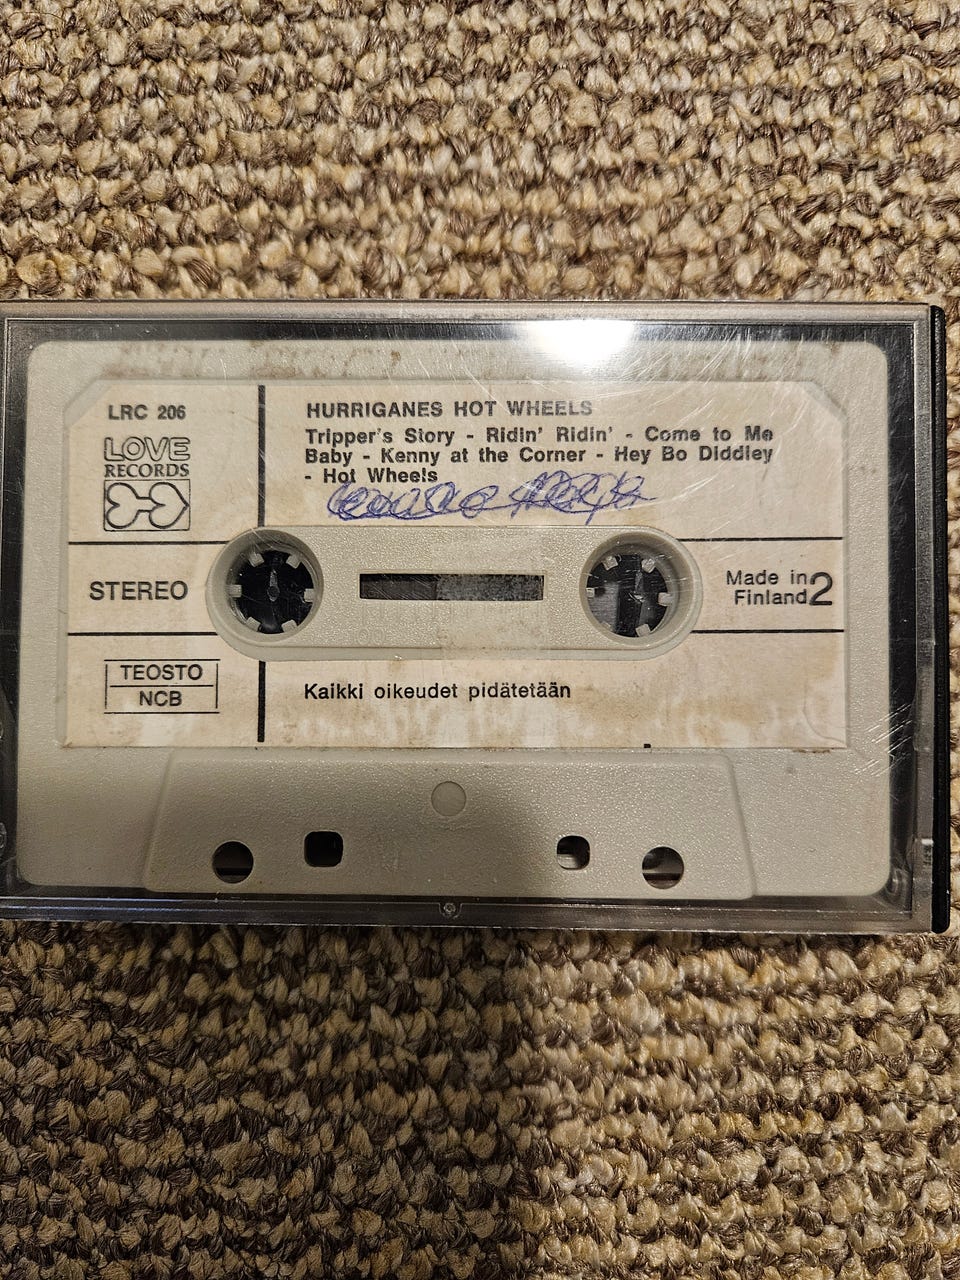 LRC 206
LOVE
RECORDS
HURRIGANES HOT WHEELS
Tripper's Story - Ridin' Ridin' - Come to Me
Baby - Kenny at the Corner - Hey Bo Diddley
- Hot Wheels
STEREO
Made in
Finland 2
TEOSTO
NCB
Kaikki oikeudet pidätetään